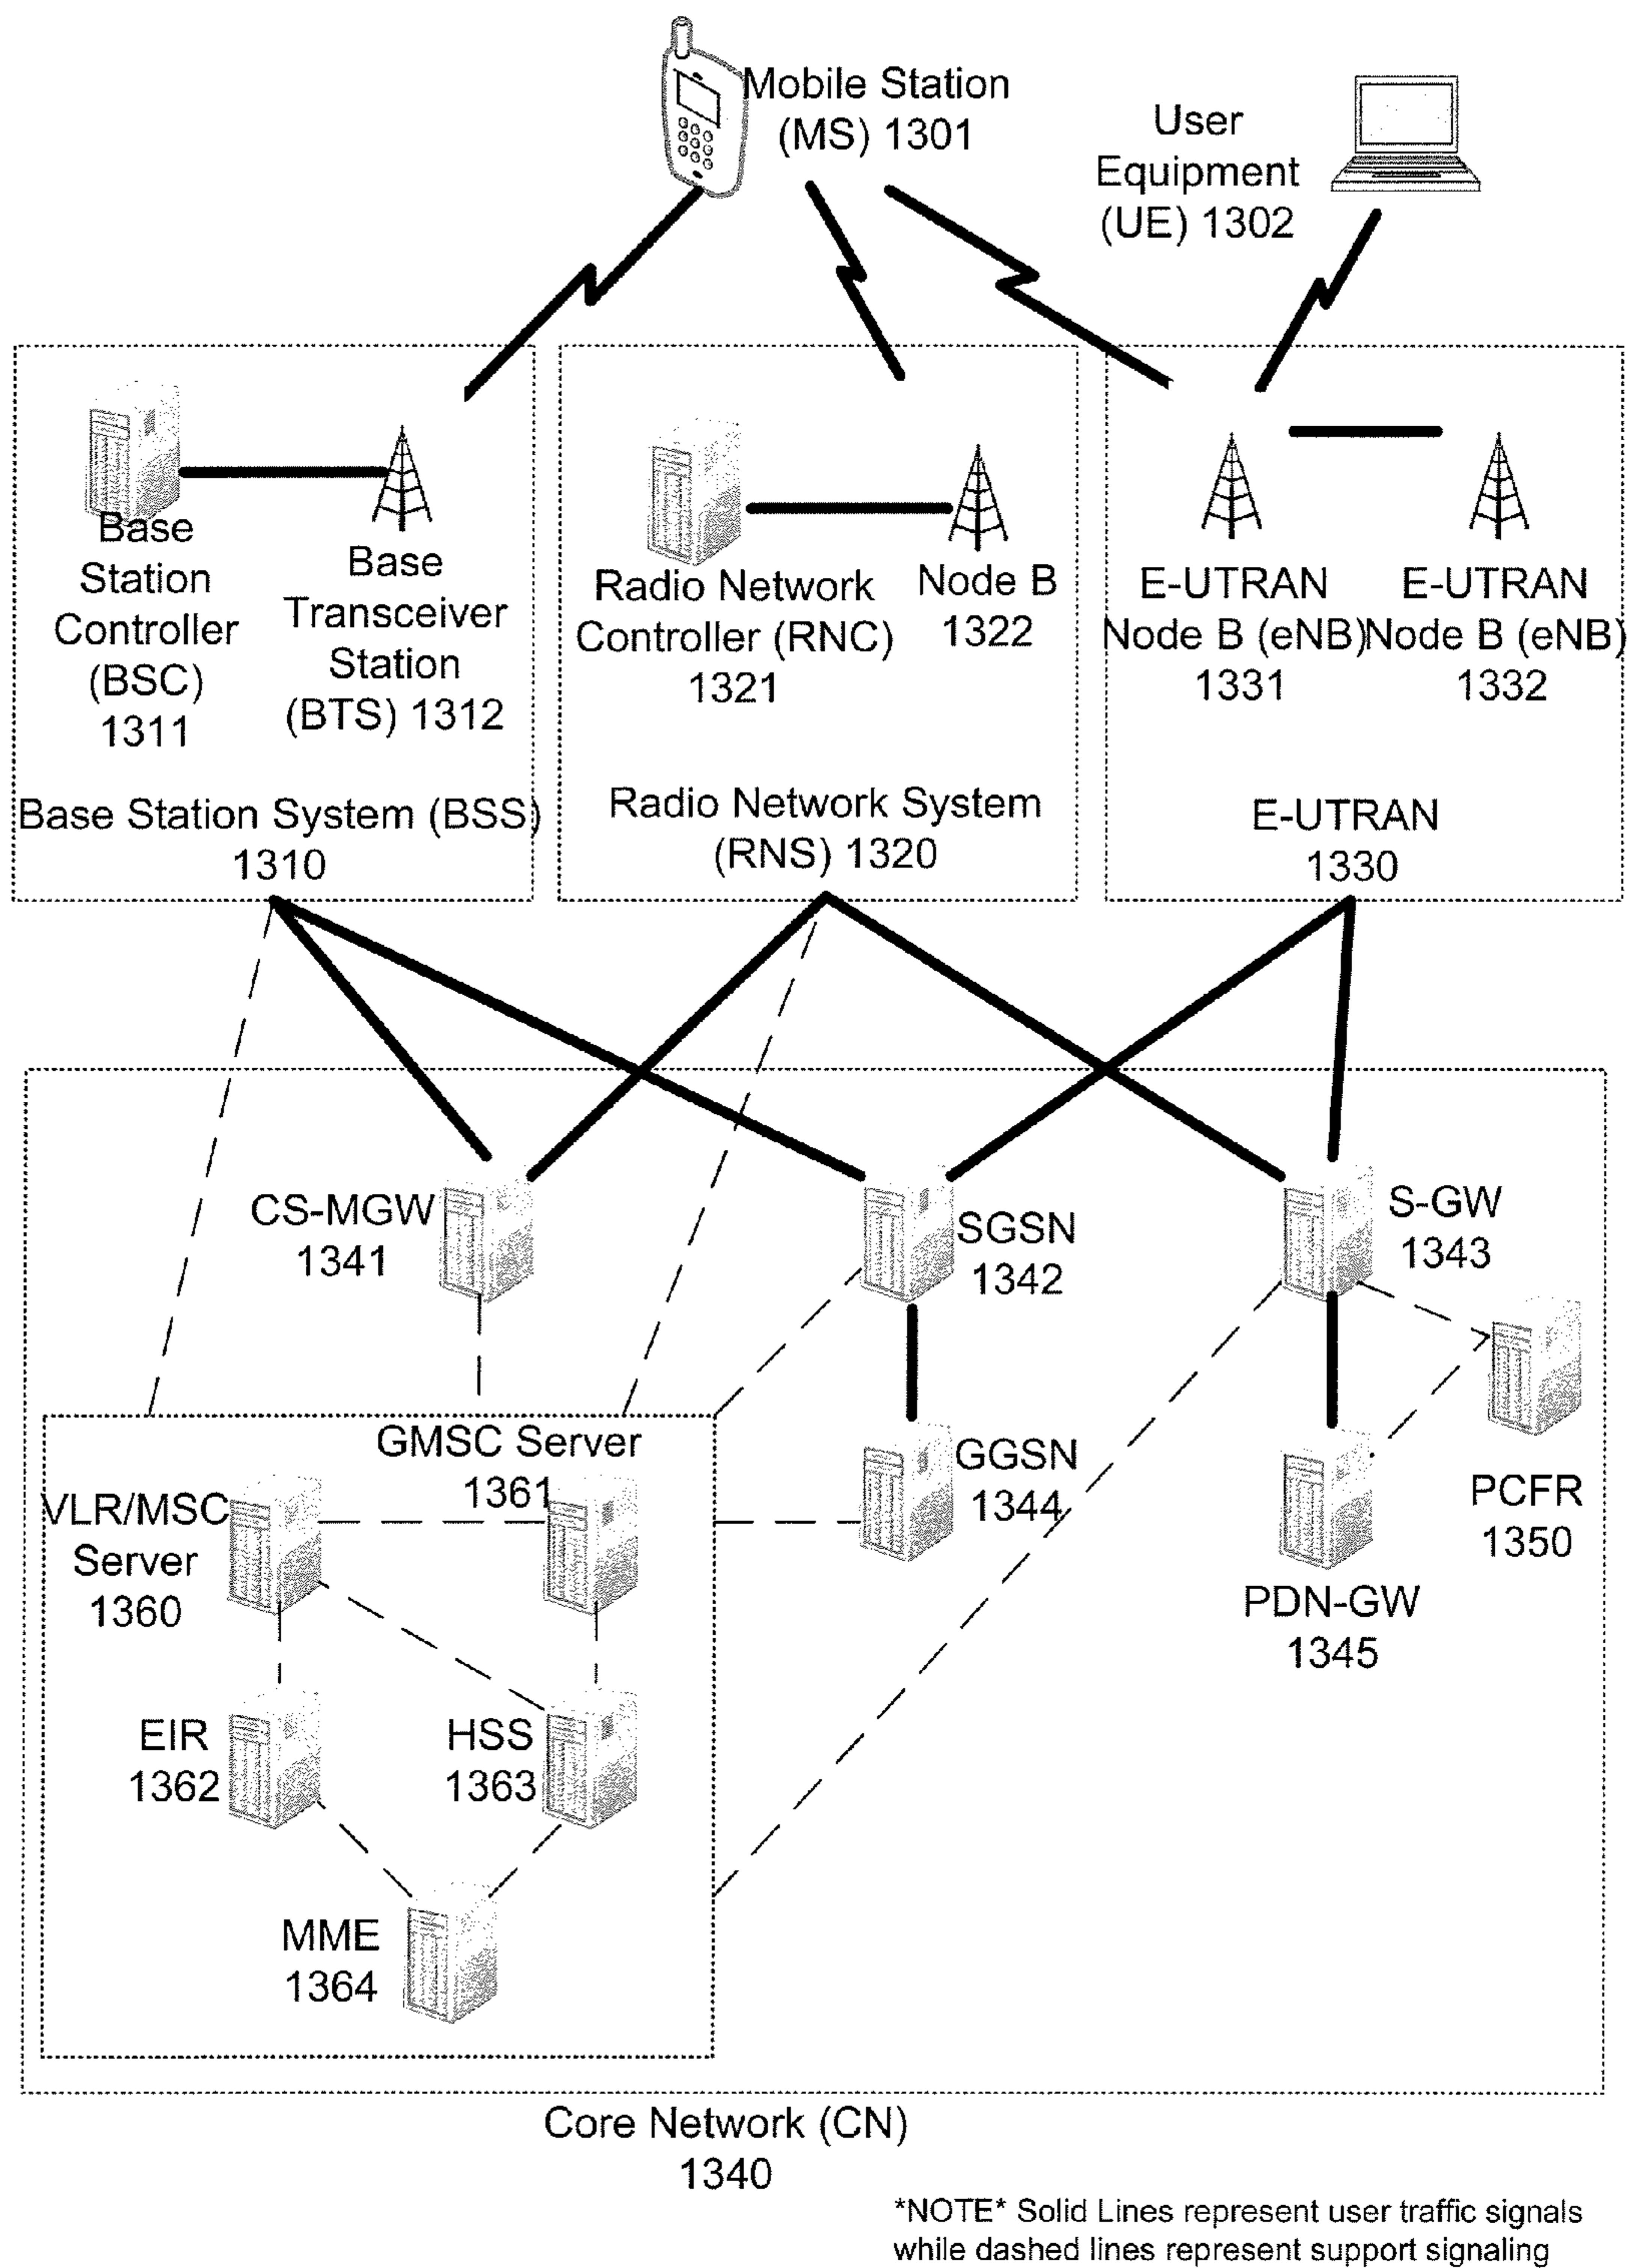 Mobile Station
(MS) 1301
User
Equipment
(UE) 1302
Base
Station
Controller
(BSC)
1311
Base
Transceiver
Station
(BTS) 1312
Base Station System (BSS)
1310
Radio Network
Controller (RNC)
1321
Node B
1322
Radio Network System
(RNS) 1320
E-UTRAN
Node B (eNB)
1331
E-UTRAN
Node B (eNB)
1332
E-UTRAN
1330
CS-MGW
1341
SGSN
1342
S-GW
1343
GMSC Server
1361
VLR/MSC
Server
1360
GGSN
1344
PCFR
1350
PDN-GW
1345
EIR
1362
HSS
1363
MME
1364
Core Network (CN)
1340
*NOTE* Solid Lines represent user traffic signals
while dashed lines represent support signaling